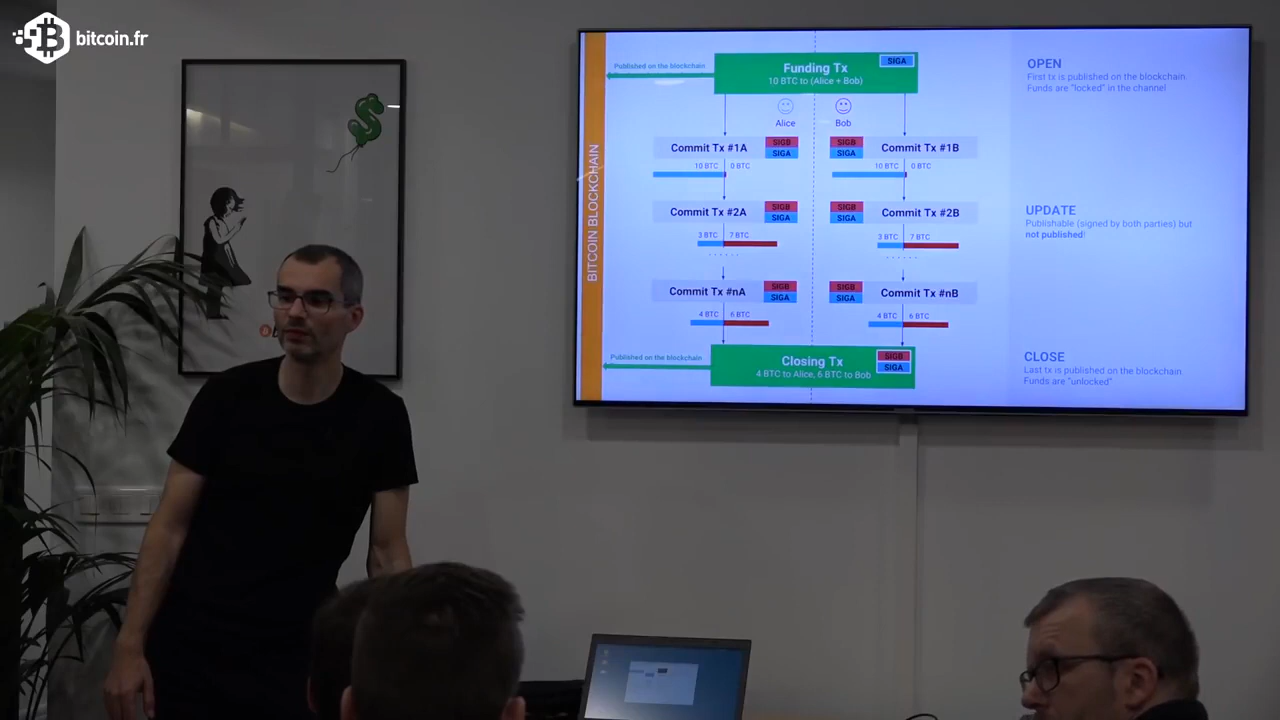 bitcoin.fr
BITCOIN BLOCKCHAIN
Published on the blockchain
Funding Tx
10 BTC to (Alice + Bob)
SIGA
Alice
Bob
Commit Tx #1A
SIGB
SIGA
10 BTC
0 BTC
SIGB
SIGA
Commit Tx #1B
10 BTC
0 BTC
Commit Tx #2A
SIGB
SIGA
3 BTC
7 BTC
SIGB
SIGA
Commit Tx #2B
3 BTC
7 BTC
Commit Tx #nA
SIGB
SIGA
4 BTC
6 BTC
SIGB
SIGA
Commit Tx #nB
4 BTC
6 BTC
Published on the blockchain
Closing Tx
4 BTC to Alice, 6 BTC to Bob
SIGB
SIGA
OPEN
First tx is published on the blockchain
Funds are "locked" in the channel
UPDATE
Publishable (signed by both parties) but
not published!
CLOSE
Last tx is published on the blockchain
Funds are "unlocked"